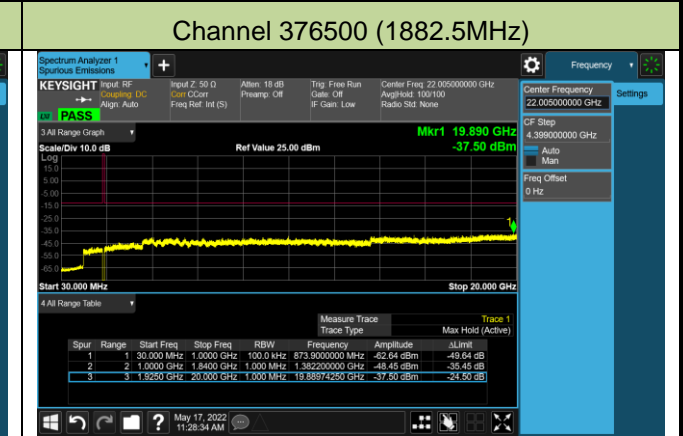 Channel 376500 (1882.5MHz)
Spectrum Analyzer 1
Spurious Emissions
Frequency
KEYSIGHT Input: RF Input Z: 50 Ω Atten: 18 dB Trig: Free Run Center Freq: 22.005000000 GHz
Coupling: DC Corr CCorr Preamp: Off Gate: Off Avg|Hold: 100/100
Align: Auto Freq Ref: Int (S) IF Gain: Low Radio Std: None
PASS
Center Frequency
22.005000000 GHz
Settings
CF Step
4.399000000 GHz
Auto
Man
Freq Offset
0 Hz
3 All Range Graph
Mkr1 19.890 GHz
Scale/Div 10.0 dB Ref Value 25.00 dBm -37.50 dBm
Log
15.0
5.00
-5.00
-15.0
-25.0
-35.0
-45.0
-55.0
-65.0
1
Start 30.000 MHz Stop 20.000 GHz
4 All Range Table
Measure Trace Trace 1
Trace Type Max Hold (Active)
Spur Range Start Freq Stop Freq RBW Frequency Amplitude ΔLimit
1 1 30.000 MHz 1.0000 GHz 100.0 kHz 873.9000000 MHz -62.64 dBm -49.64 dB
2 2 1.0000 GHz 1.8400 GHz 1.000 MHz 1.382200000 GHz -48.45 dBm -35.45 dB
3 3 1.9250 GHz 20.000 GHz 1.000 MHz 19.88974250 GHz -37.50 dBm -24.50 dB
May 17, 2022
11:28:34 AM